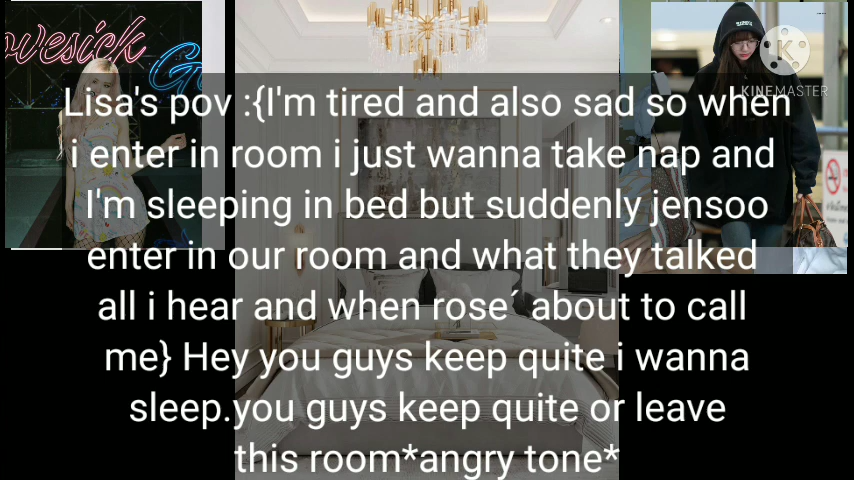 ovesick
G
K
KINEMASTER
Lisa's pov :{I'm tired and also sad so when
i enter in room i just wanna take nap and
I'm sleeping in bed but suddenly jensoo
enter in our room and what they talked
all i hear and when rose´ about to call
me} Hey you guys keep quite i wanna
sleep.you guys keep quite or leave
this room*angry tone*